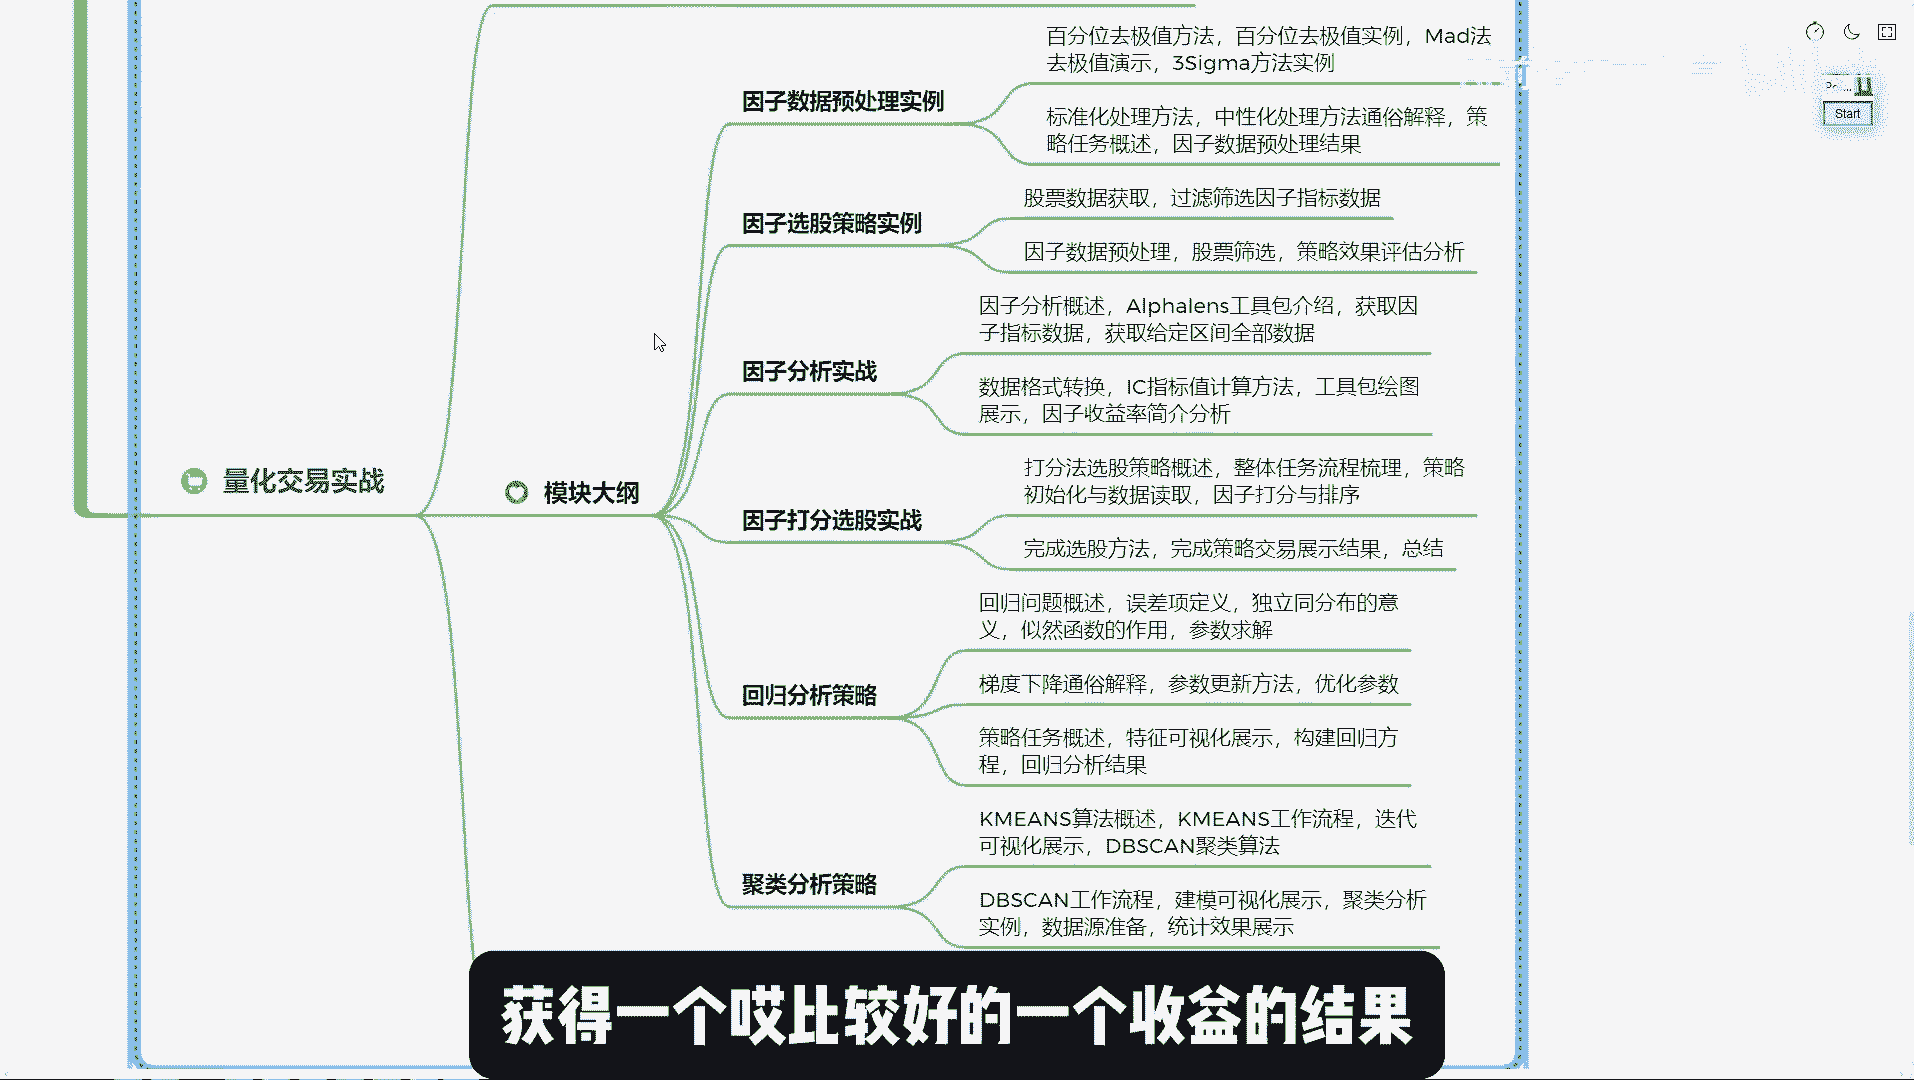 百分位去极值方法，百分位去极值实例，Mad法
去极值演示，3Sigma方法实例
因子数据预处理实例
标准化处理方法，中性化处理方法通俗解释，策
略任务概述，因子数据预处理结果
股票数据获取，过滤筛选因子指标数据
因子选股策略实例
因子数据预处理，股票筛选，策略效果评估分析
因子分析概述，Alphalens工具包介绍，获取因
子指标数据，获取给定区间全部数据
因子分析实战
数据格式转换，IC指标值计算方法，工具包绘图
展示，因子收益率简介分析
量化交易实战
模块大纲
打分法选股策略概述，整体任务流程梳理，策略
初始化与数据读取，因子打分与排序
因子打分选股实战
完成选股方法，完成策略交易展示结果，总结
回归问题概述，误差项定义，独立同分布的意
义，似然函数的作用，参数求解
回归分析策略
梯度下降通俗解释，参数更新方法，优化参数
策略任务概述，特征可视化展示，构建回归方
程，回归分析结果
KMEANS算法概述，KMEANS工作流程，迭代
可视化展示，DBSCAN聚类算法
聚类分析策略
DBSCAN工作流程，建模可视化展示，聚类分析
实例，数据源准备，统计效果展示
Start
获得一个哎比较好的一个收益的结果